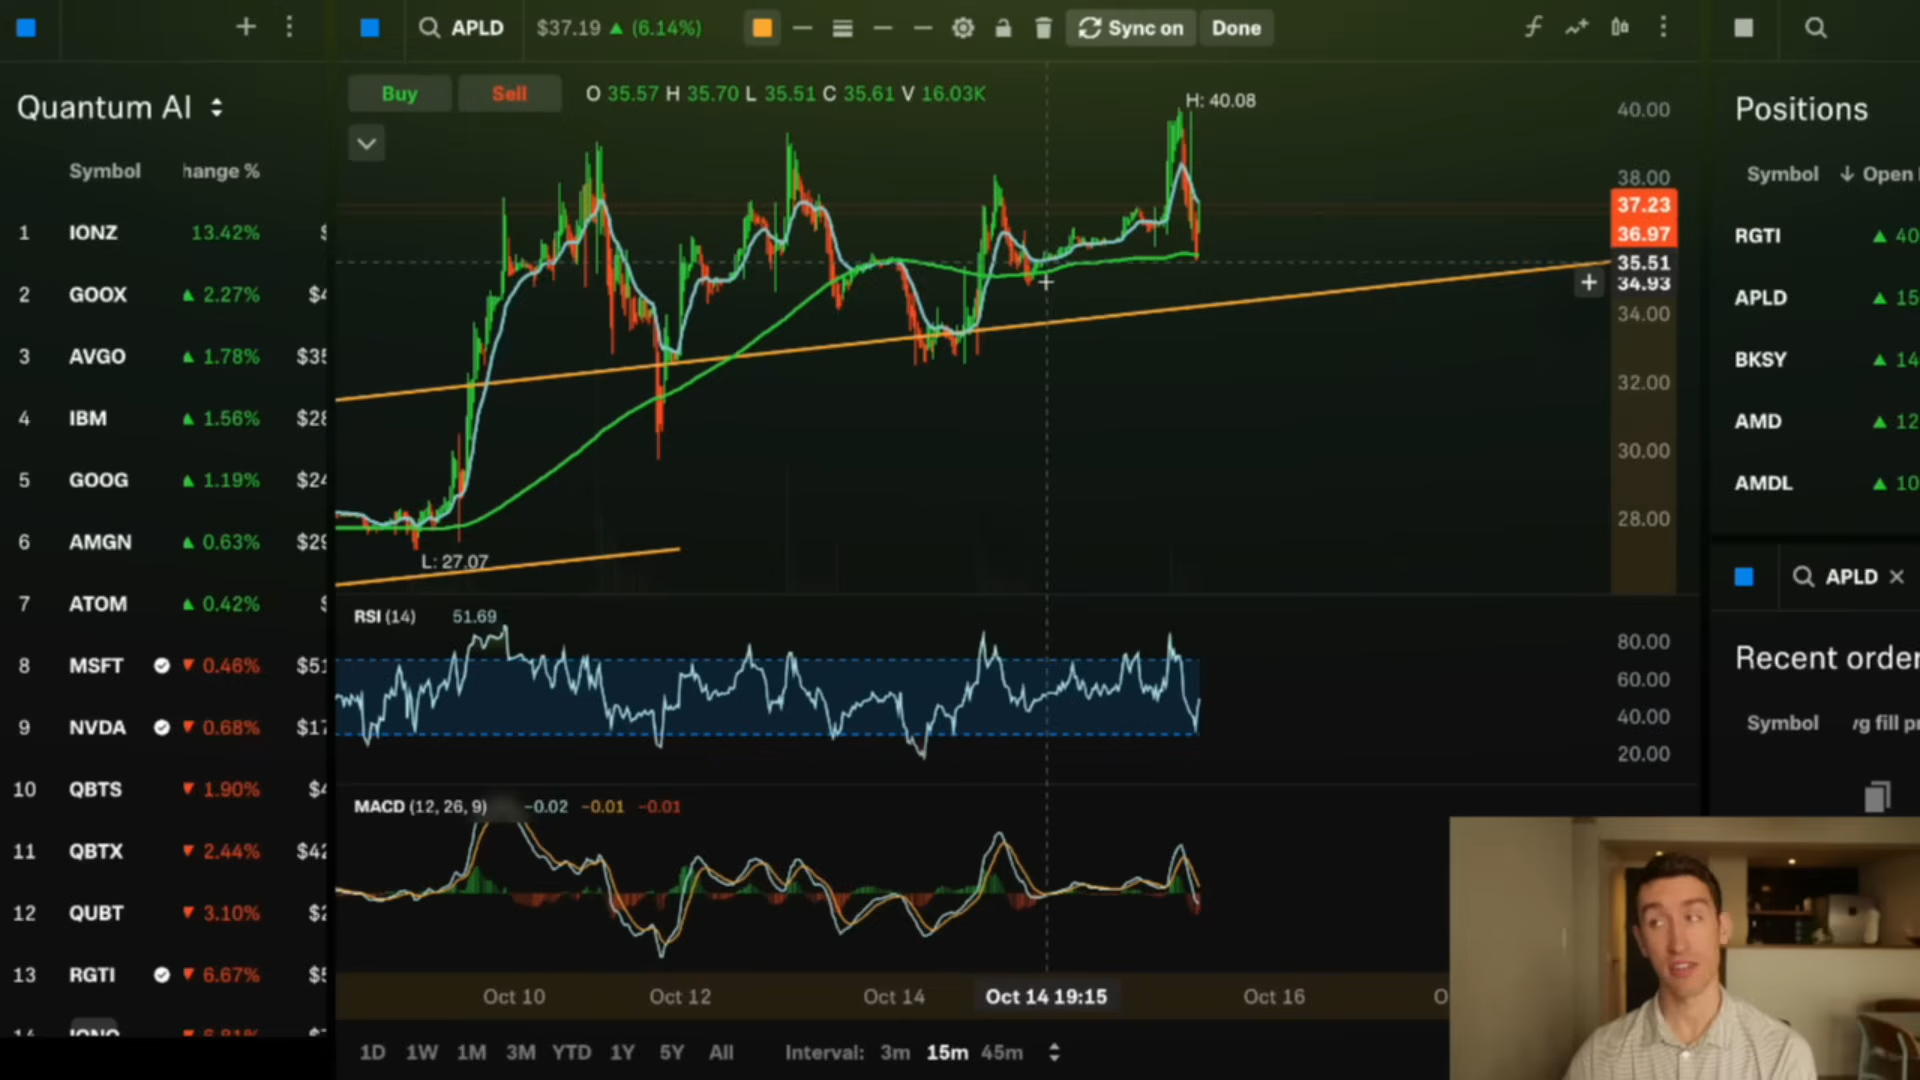 APLD $37.19 ▲ (6.14%) Sync on Done
Quantum AI
Symbol hange %
1 IONZ 13.42%
2 GOOX 2.27%
3 AVGO 1.78%
4 IBM 1.56%
5 GOOG 1.19%
6 AMGN 0.63%
7 ATOM 0.42%
8 MSFT 0.46%
9 NVDA 0.68%
10 QBTS 1.90%
11 QBTX 2.44%
12 QUBT 3.10%
13 RGTI 6.67%
Buy Sell O 35.57 H 35.70 L 35.51 C 35.61 V 16.03K
H: 40.08
L: 27.07
40.00
38.00
37.23
36.97
35.51
34.93
34.00
32.00
30.00
28.00
RSI (14) 51.69
80.00
60.00
40.00
20.00
MACD (12, 26, 9) -0.02 -0.01 -0.01
Oct 10 Oct 12 Oct 14 Oct 14 19:15 Oct 16
1D 1W 1M 3M YTD 1Y 5Y All Interval: 3m 15m 45m
Positions
Symbol ↓ Open
RGTI ▲ 40
APLD ▲ 15
BKSY ▲ 14
AMD ▲ 12
AMDL ▲ 10
APLD
Recent order
Symbol vg fill pr